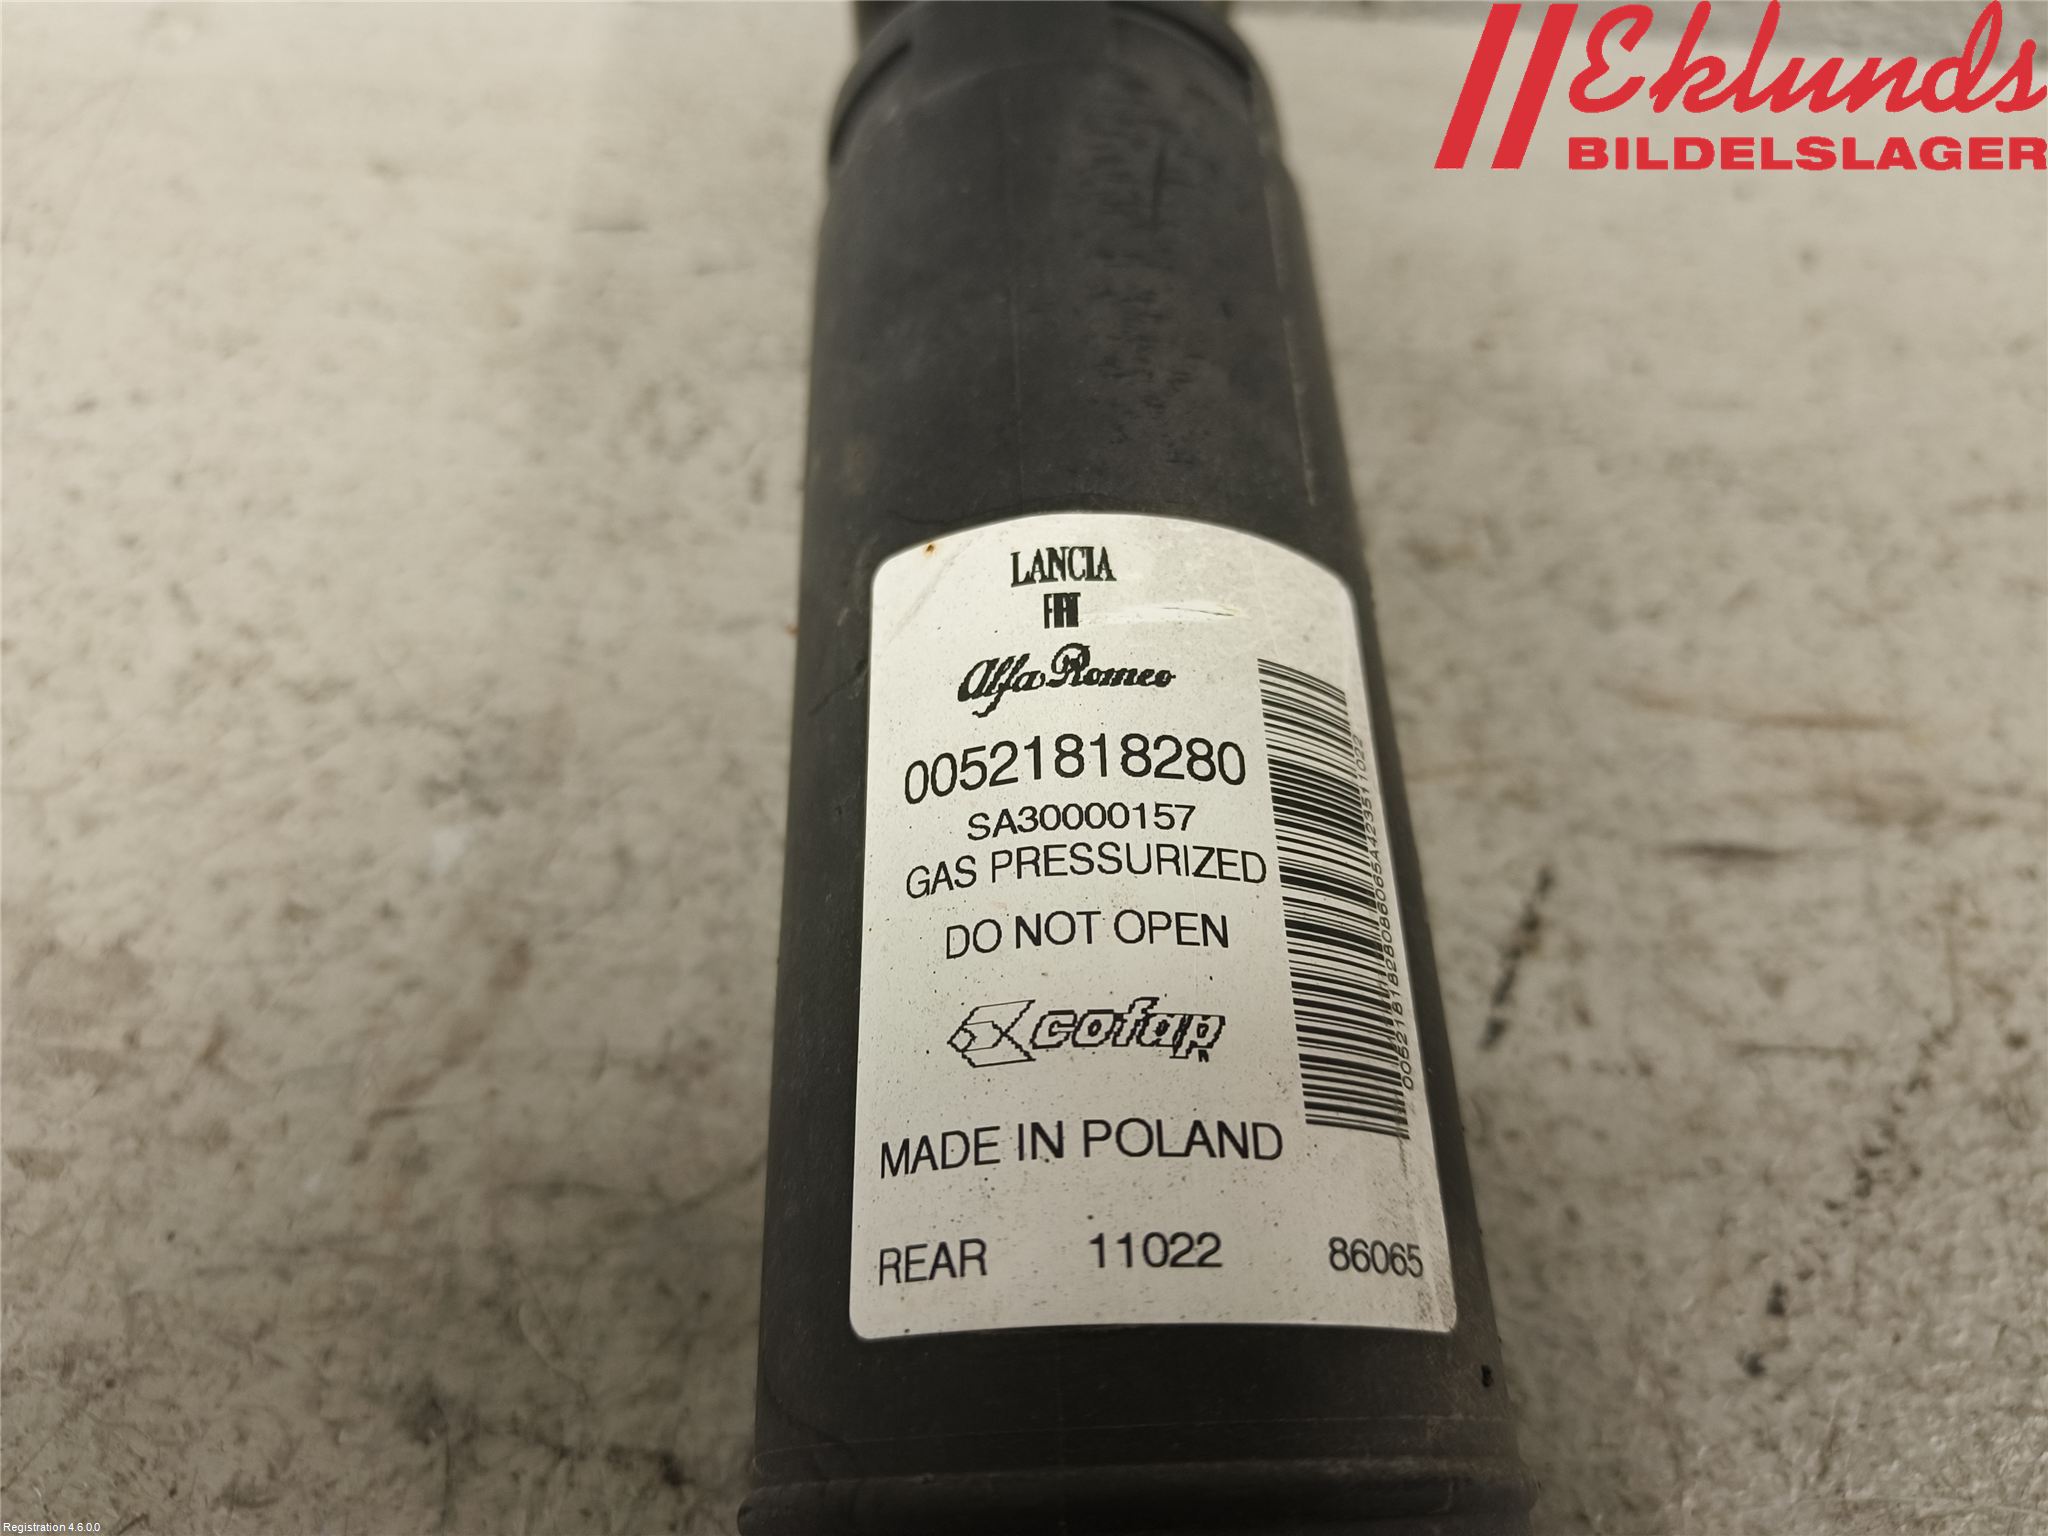 Eklunds
BILDELSLAGER
LANCIA
FIAT
Alfa Romeo
00521818280
SA30000157
GAS PRESSURIZED
DO NOT OPEN
cofap
MADE IN POLAND
REAR 11022 86065
Registration 4.6.0.0